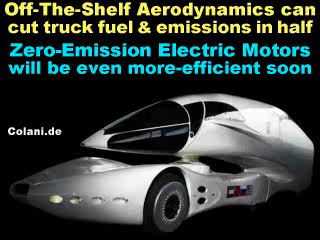 Off-The-Shelf Aerodynamics can
cut truck fuel & emissions in half
Zero-Emission Electric Motors
will be even more-efficient soon
Colani.de